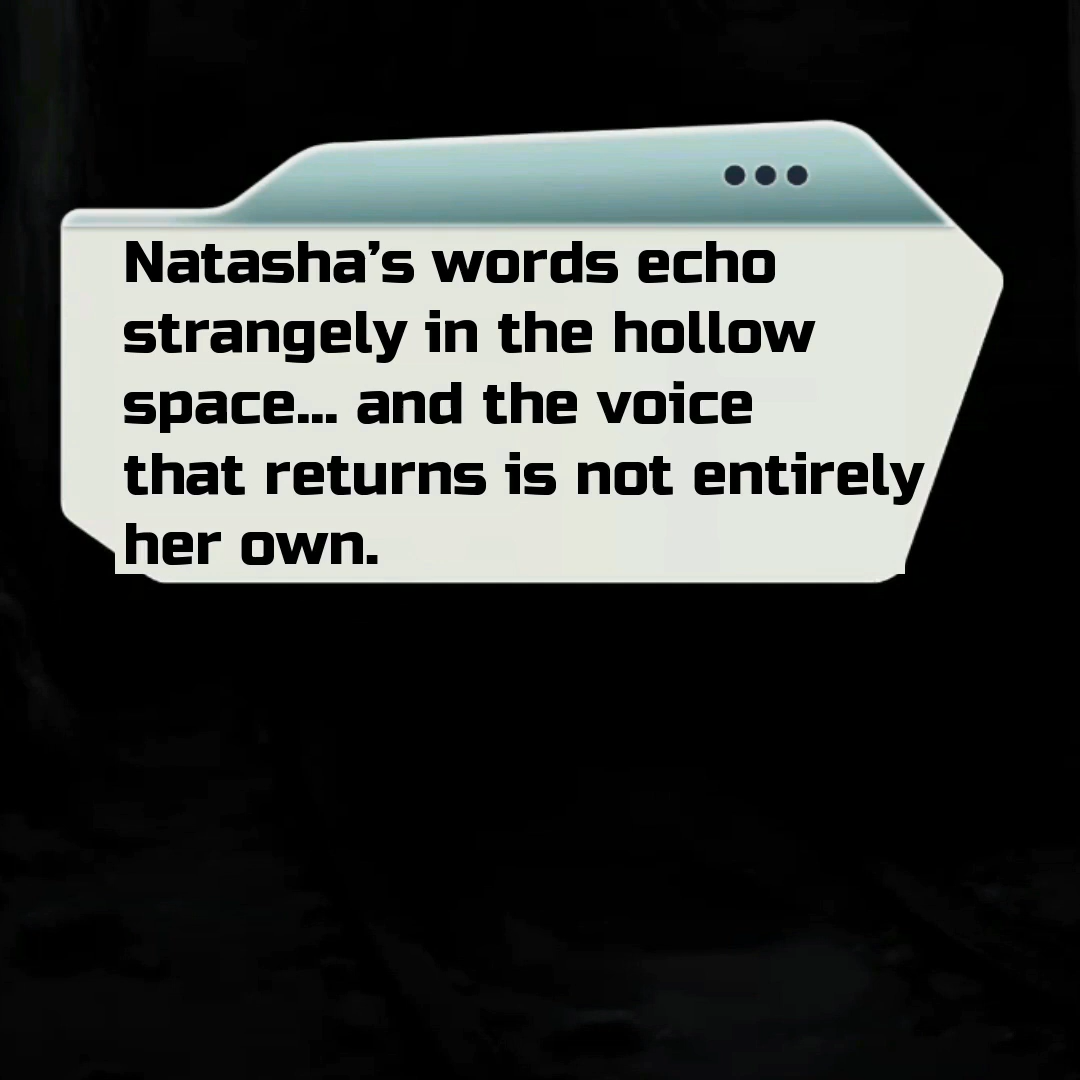 Natasha’s words echo
strangely in the hollow
space... and the voice
that returns is not entirely
her own.